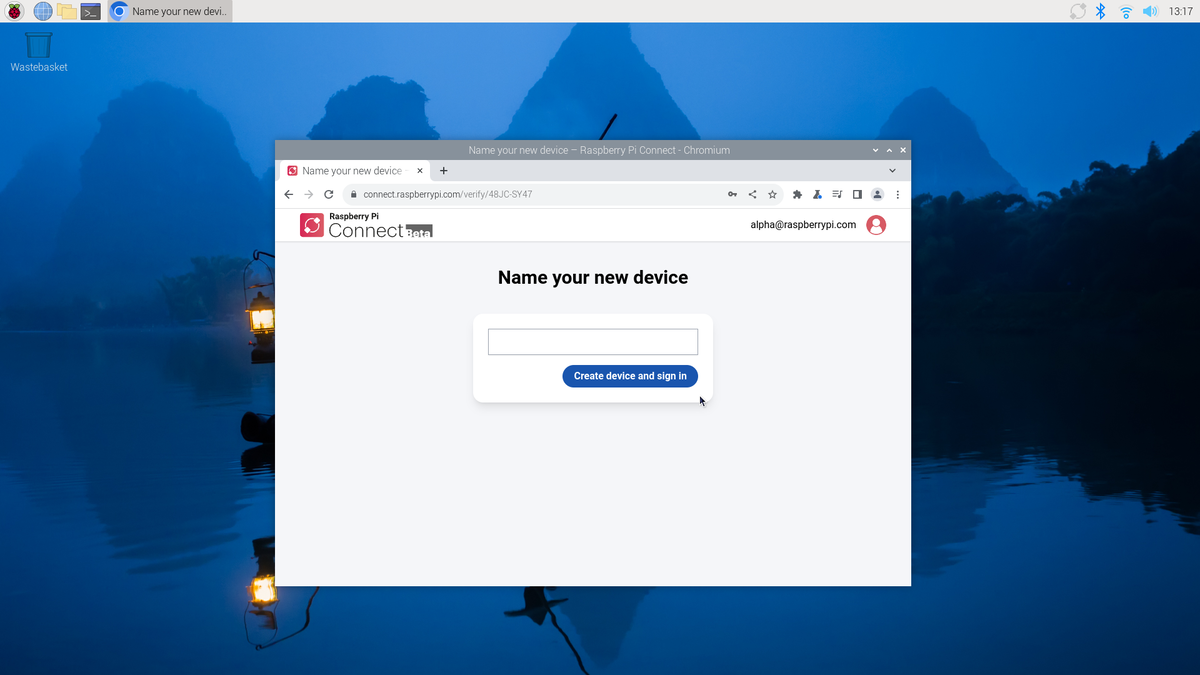 Name your new devi..
13:17
Wastebasket
Name your new device – Raspberry Pi Connect - Chromium
Name your new device
connect.raspberrypi.com/verify/48JC-SY47
Raspberry Pi
Connect Beta
alpha@raspberrypi.com
Name your new device
Create device and sign in